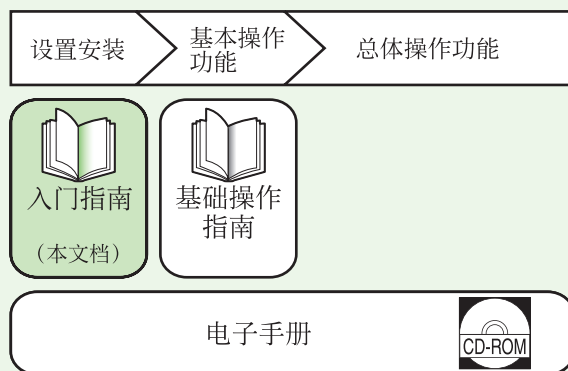 设置安装
基本操作
功能
总体操作功能
入门指南
（本文档）
基础操作
指南
电子手册
CD-ROM